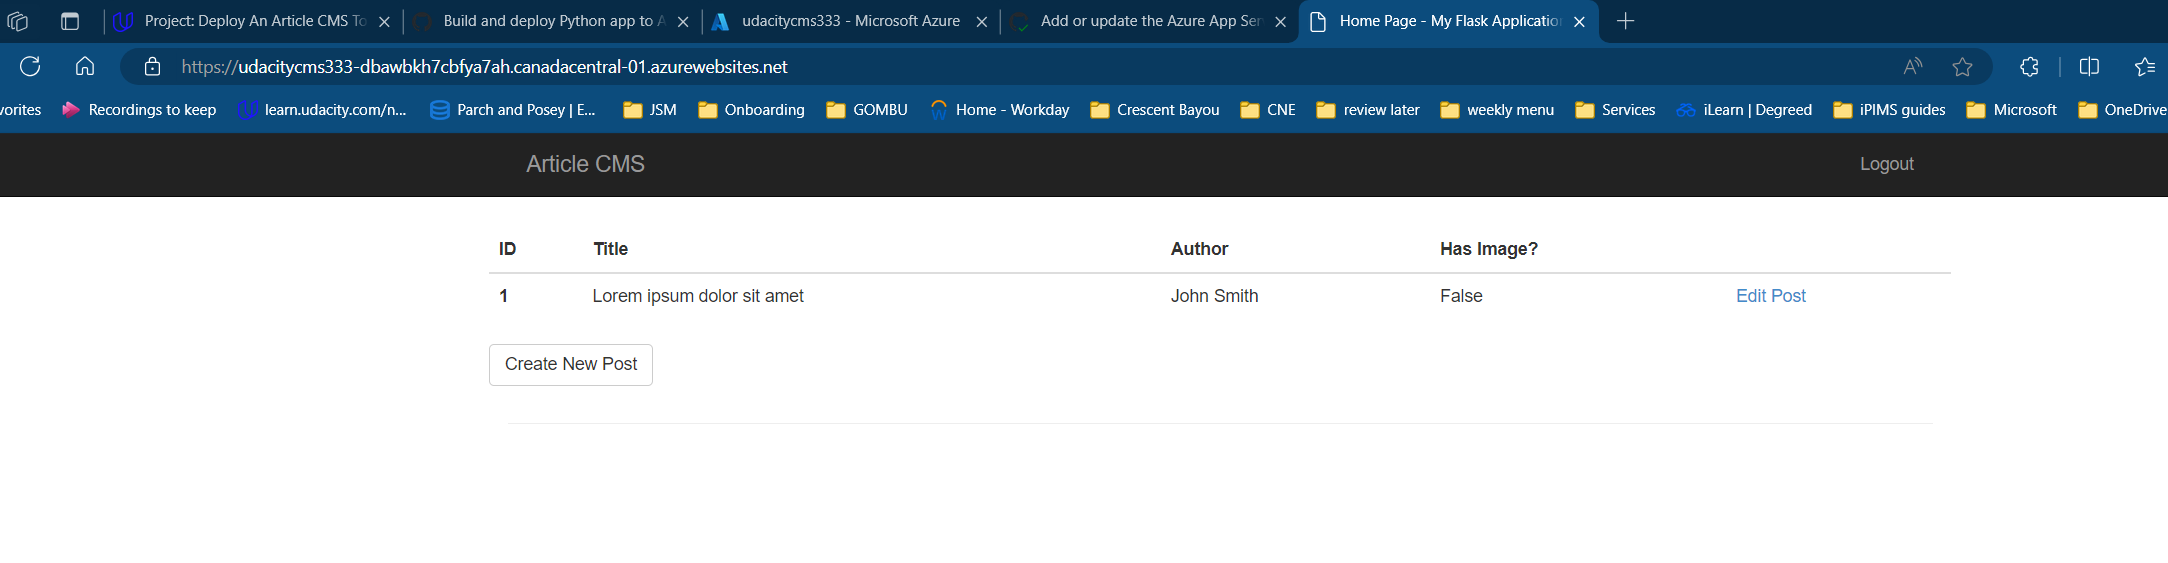 Project: Deploy An Article CMS To
Build and deploy Python app to A
udacitycms333 - Microsoft Azure
Add or update the Azure App Ser
Home Page - My Flask Application
https://udacitycms333-dbawbkh7cbfya7ah.canadacentral-01.azurewebsites.net
vorites Recordings to keep learn.udacity.com/n... Parch and Posey | E... JSM Onboarding GOMBU Home - Workday Crescent Bayou CNE review later weekly menu Services iLearn | Degreed iPIMS guides Microsoft OneDrive
Article CMS Logout
ID Title Author Has Image?
1 Lorem ipsum dolor sit amet John Smith False Edit Post
Create New Post